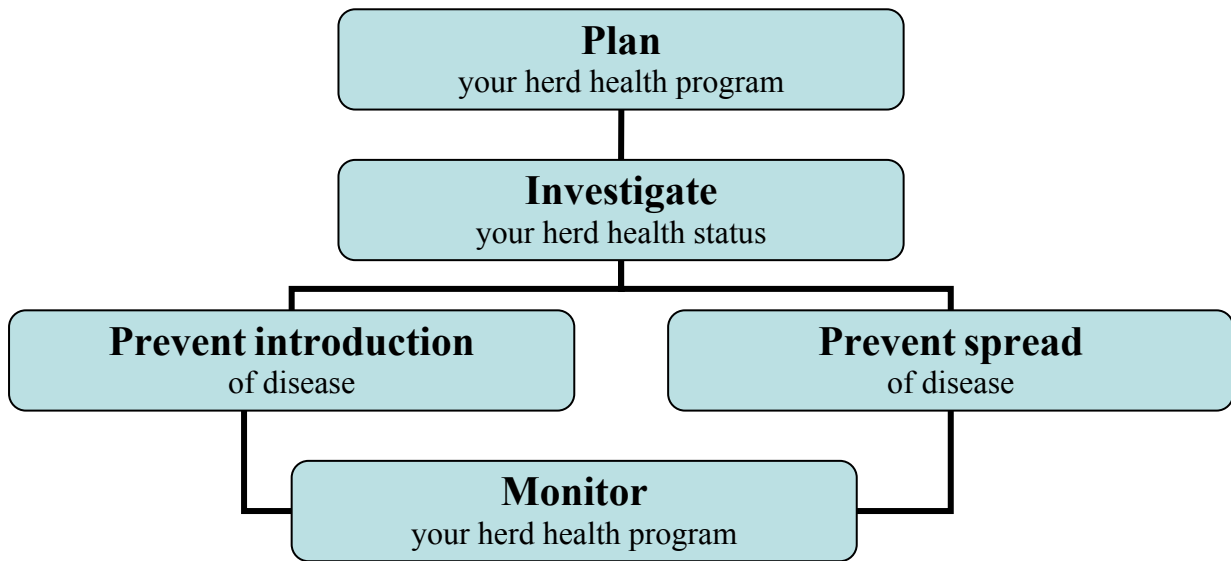 Plan
your herd health program
Investigate
your herd health status
Prevent introduction
of disease
Prevent spread
of disease
Monitor
your herd health program